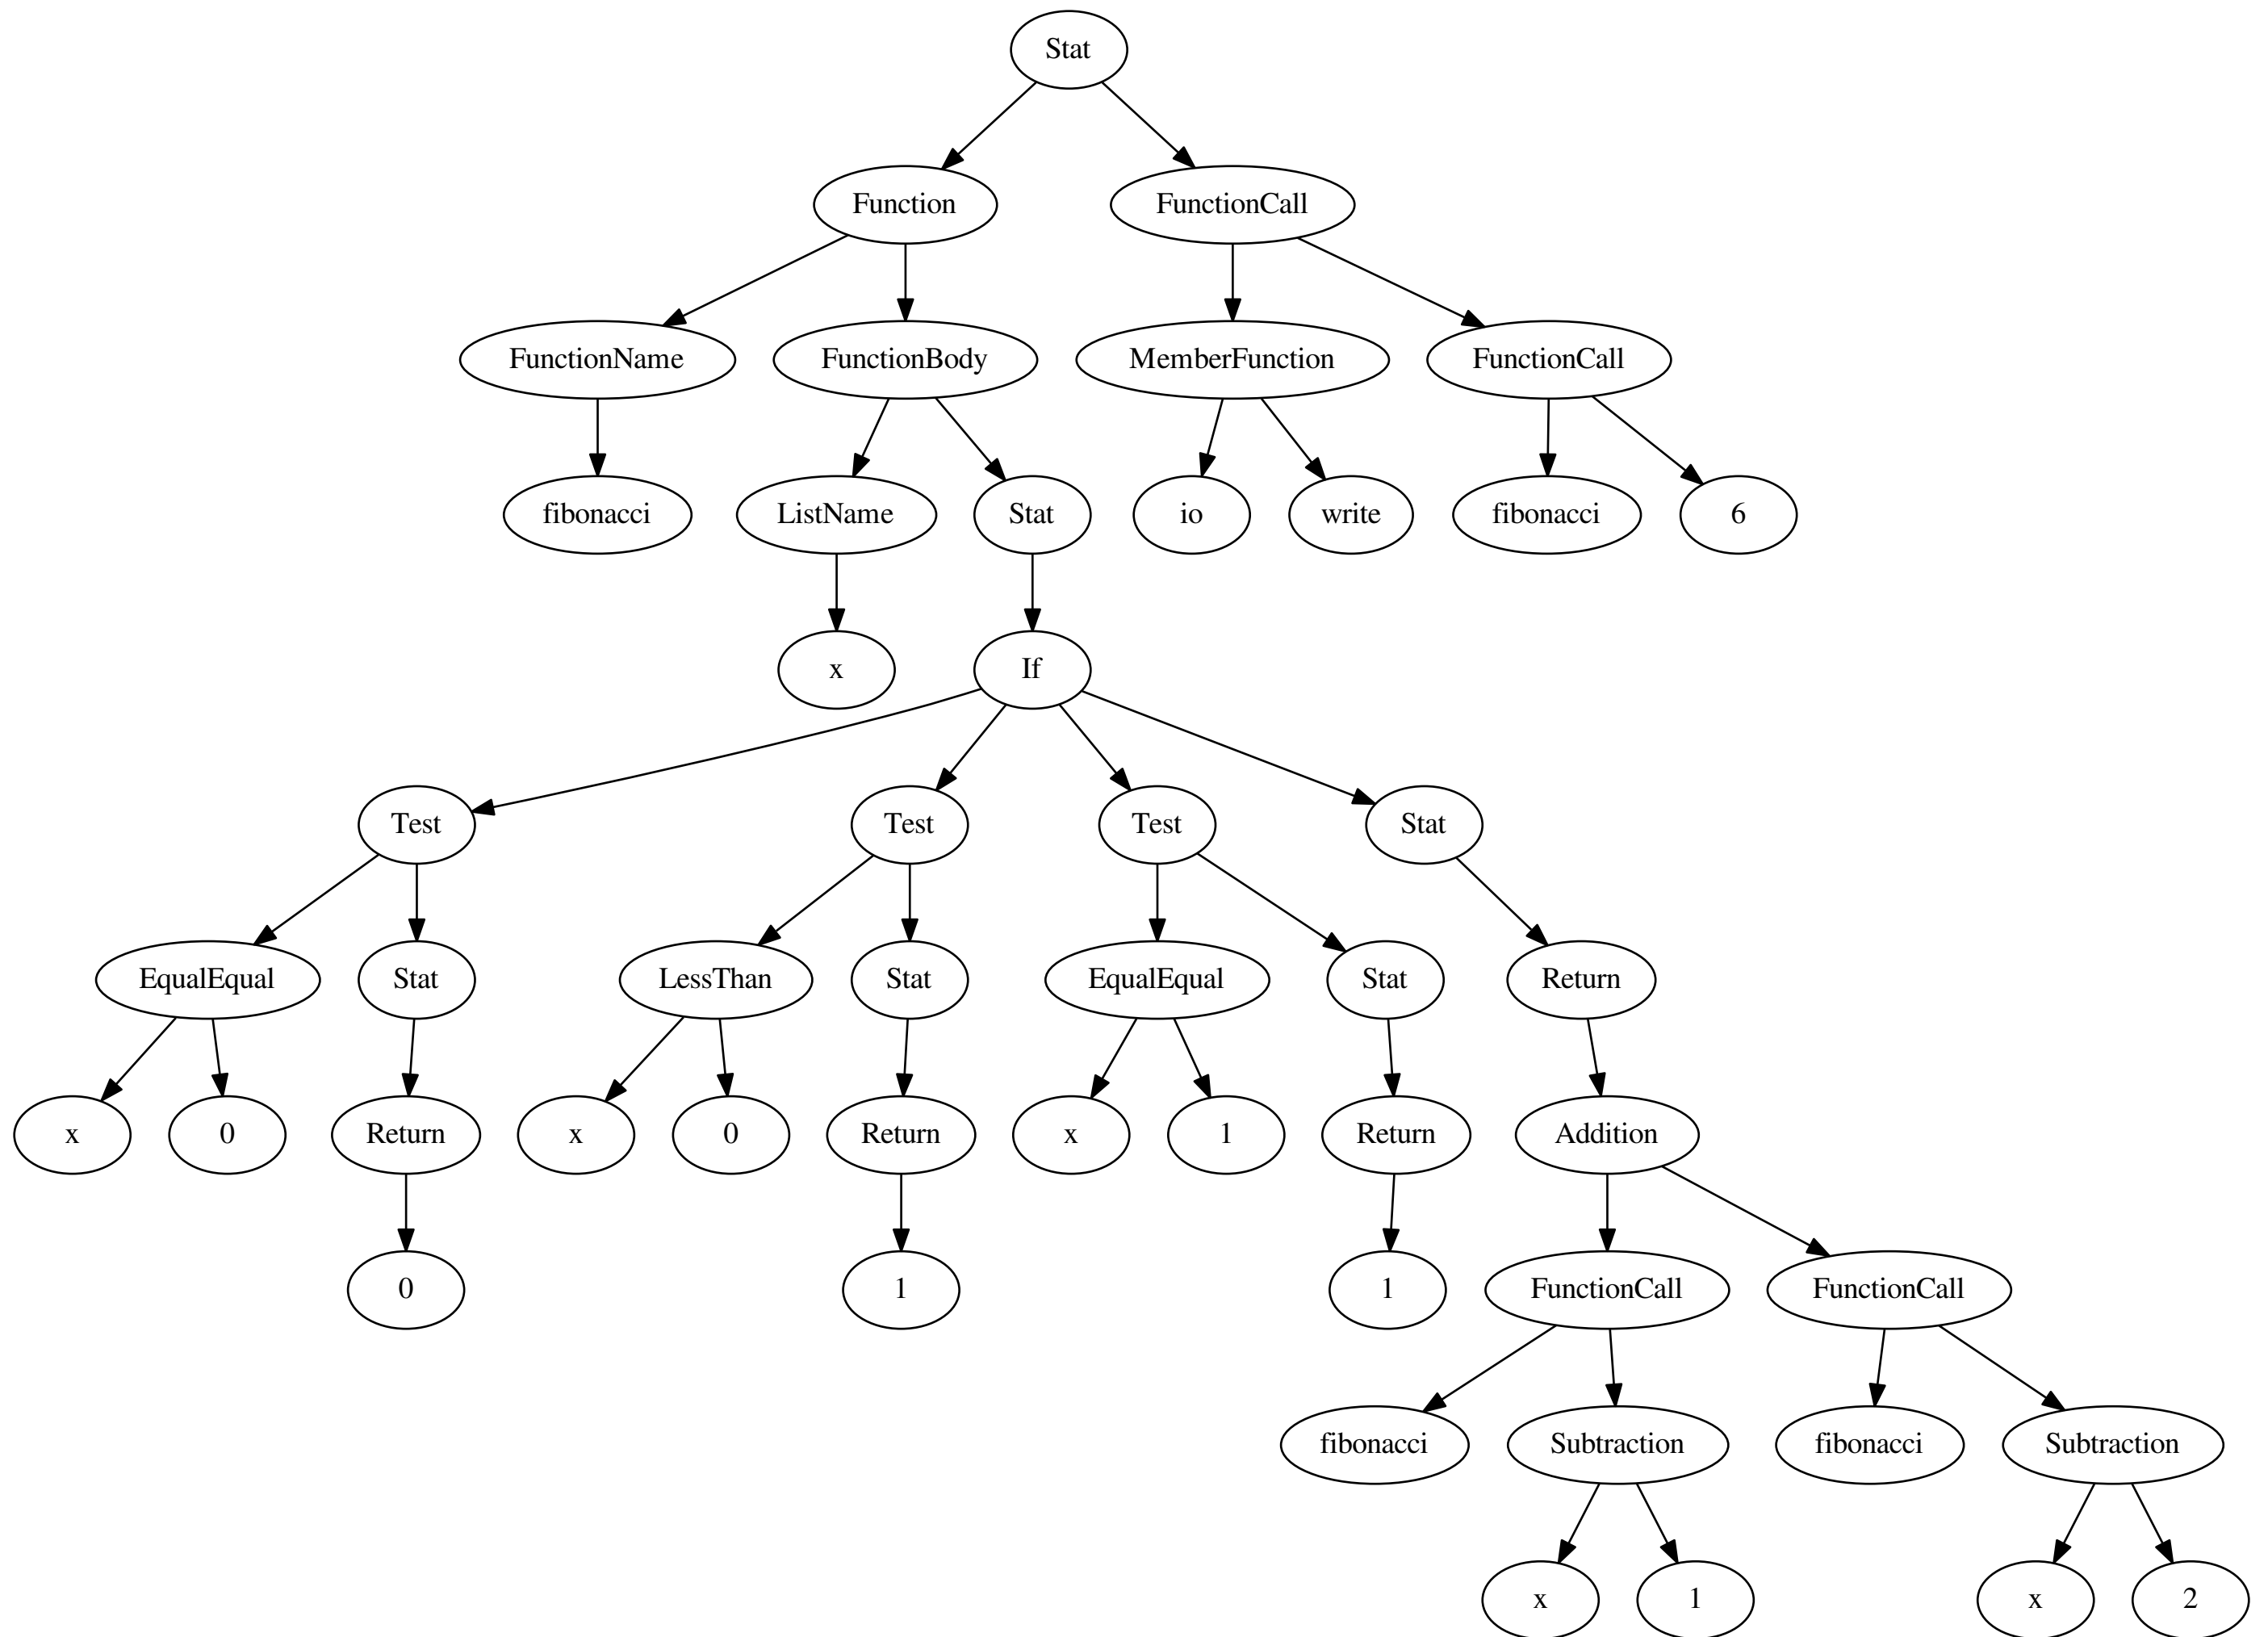 Stat
Function FunctionCall
FunctionName FunctionBody MemberFunction FunctionCall
fibonacci ListName Stat io write fibonacci 6
x If
Test Test Test Stat
EqualEqual Stat LessThan Stat EqualEqual Stat Return
x 0 Return x 0 Return x 1 Return Addition
0 1 1 FunctionCall FunctionCall
fibonacci Subtraction fibonacci Subtraction
x 1 x 2